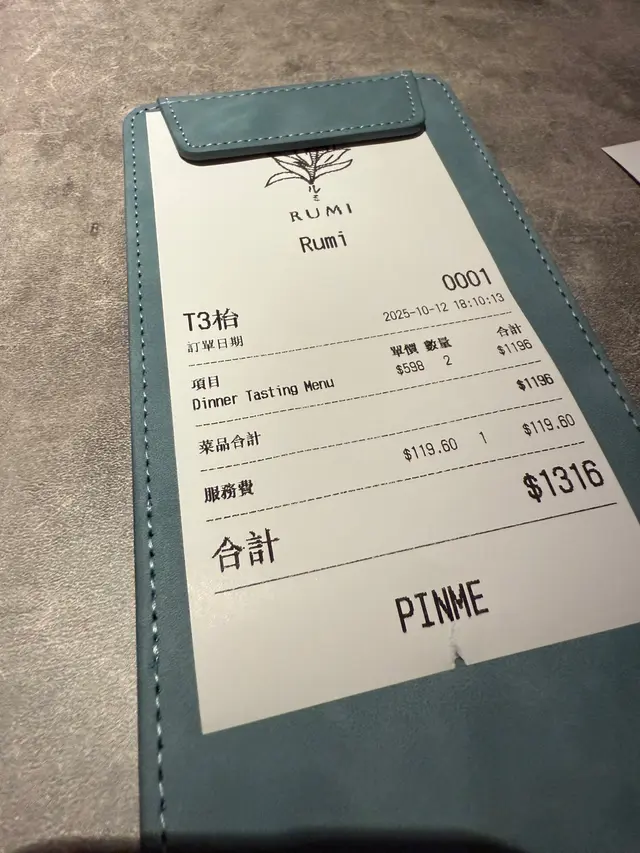 ルミ
RUMI
Rumi
0001
T3枱
訂單日期 2025-10-12 18:10:13
項目 單價 數量 合計
Dinner Tasting Menu $598 2 $1196
菜品合計 $1196
服務費 $119.60 1 $119.60
合計 $1316
PINME